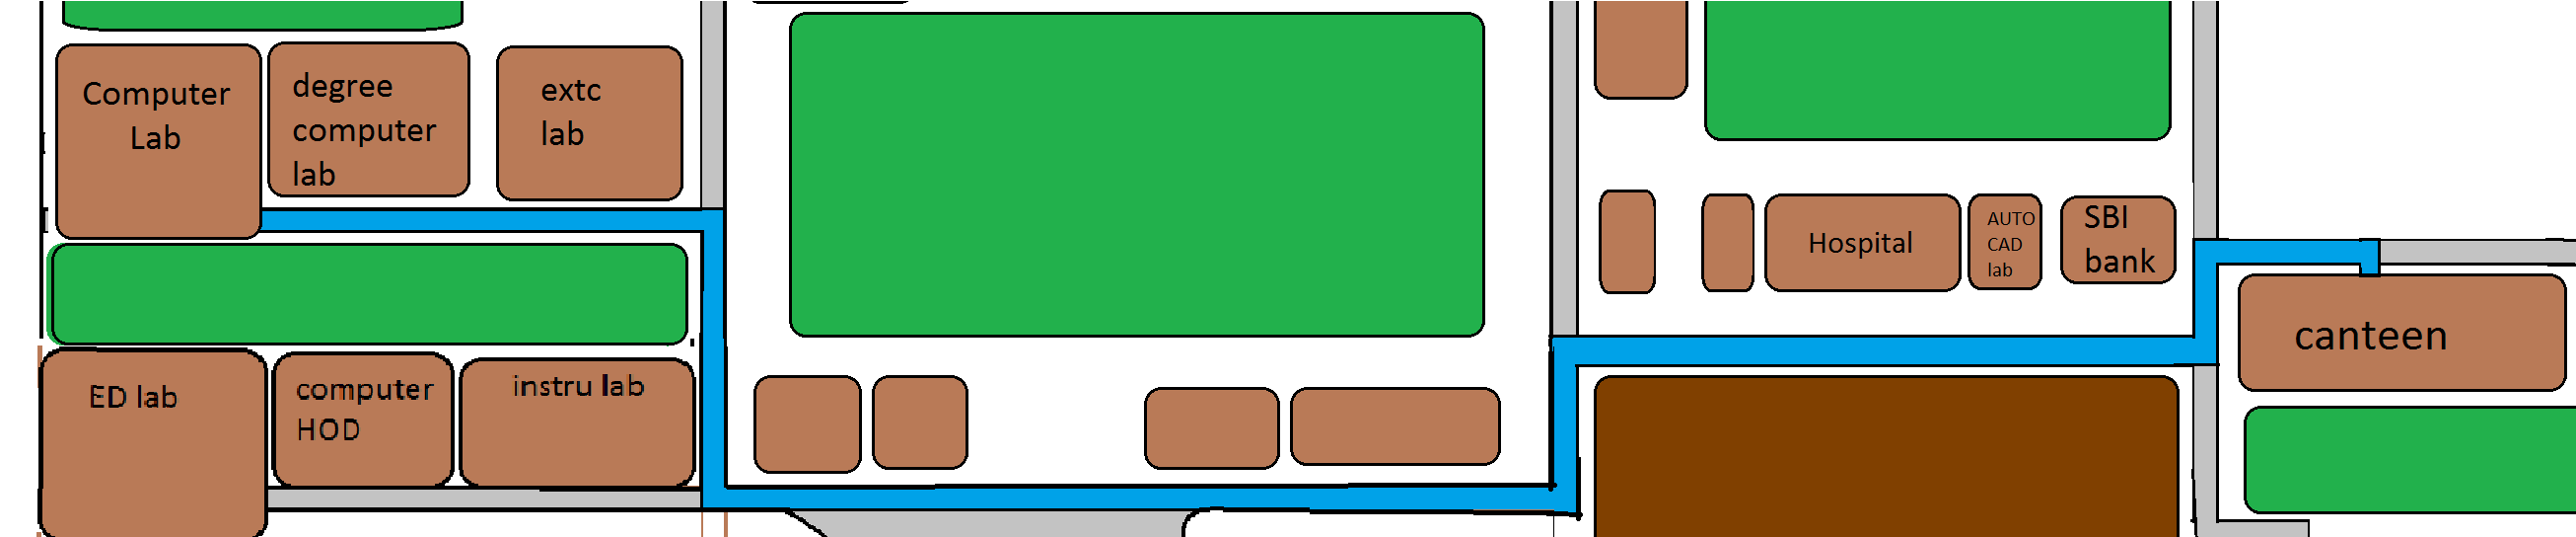 Computer
Lab
degree
computer
lab
extc
lab
ED lab
computer
HOD
instru lab
Hospital
AUTO
CAD
lab
SBI
bank
canteen